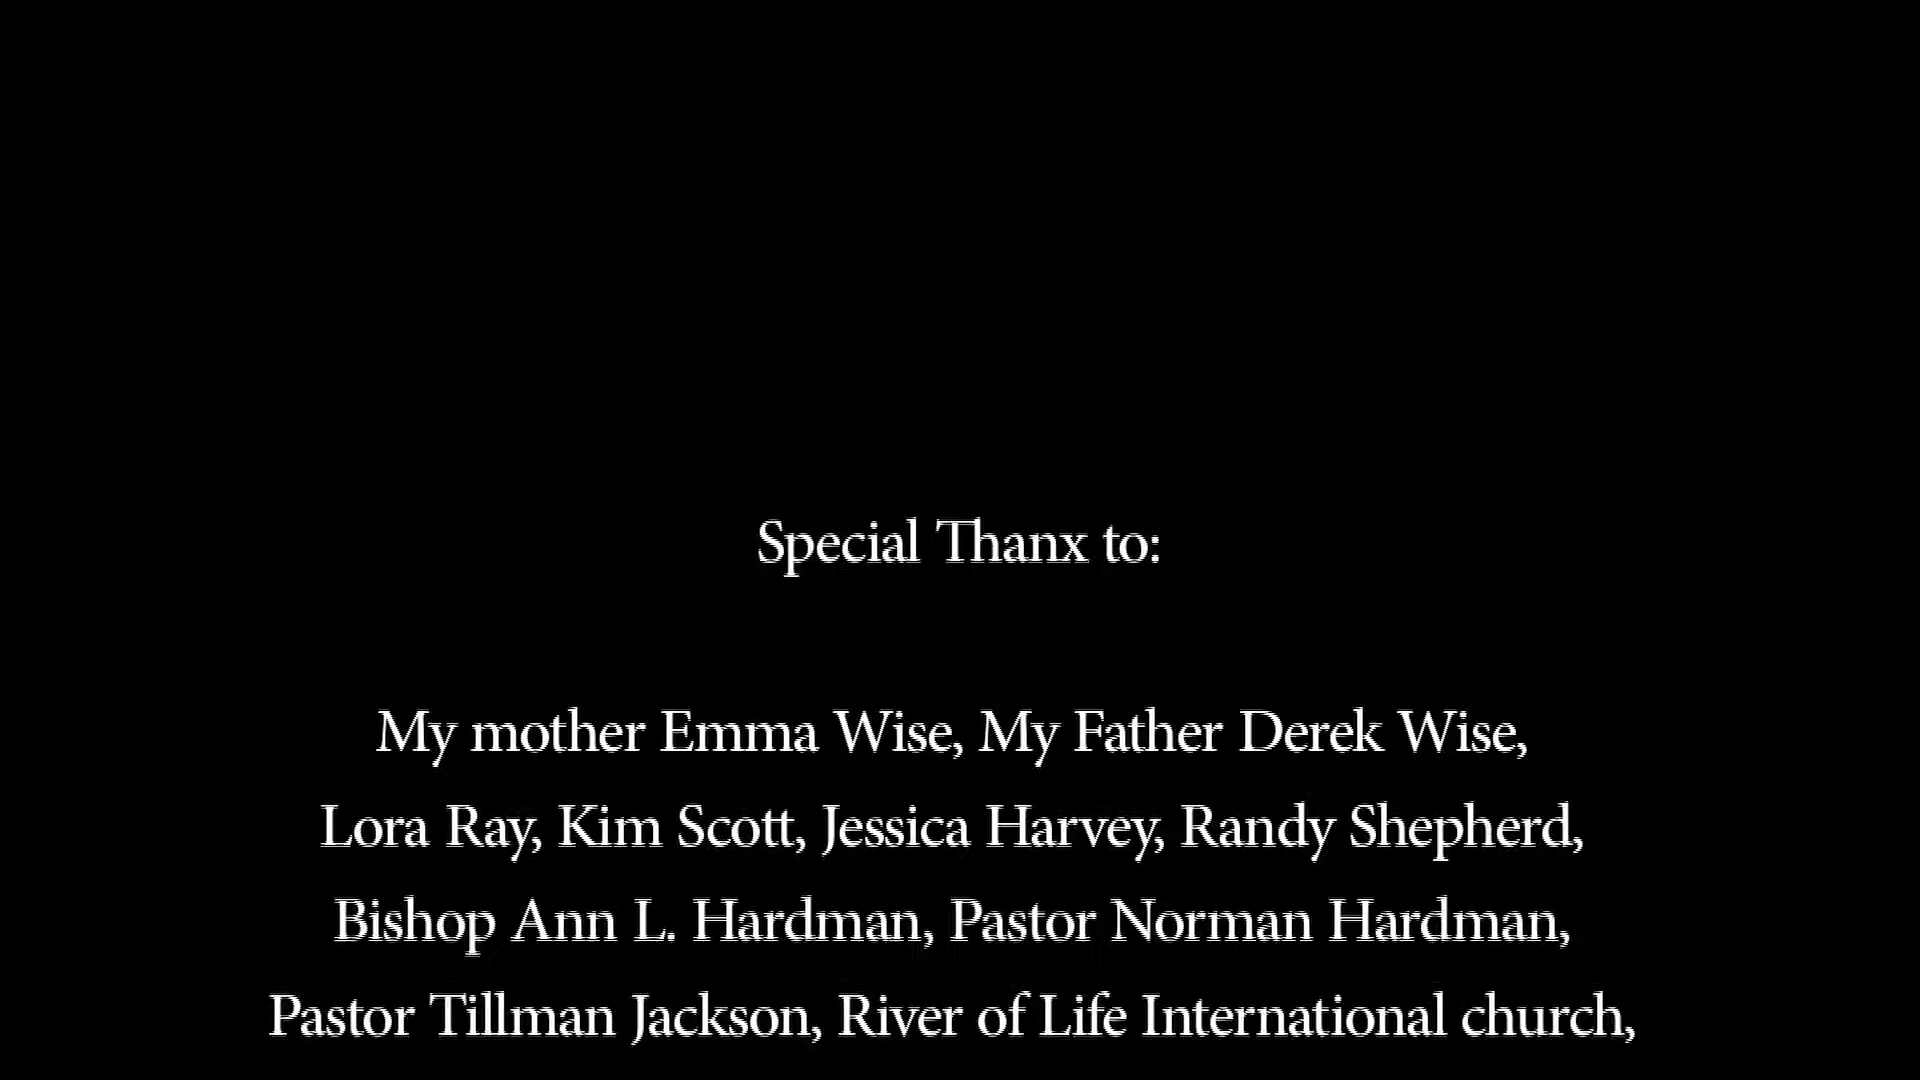 Special Thanx to:
My mother Emma Wise, My Father Derek Wise,
Lora Ray, Kim Scott, Jessica Harvey, Randy Shepherd,
Bishop Ann L. Hardman, Pastor Norman Hardman,
Pastor Tillman Jackson, River of Life International church,